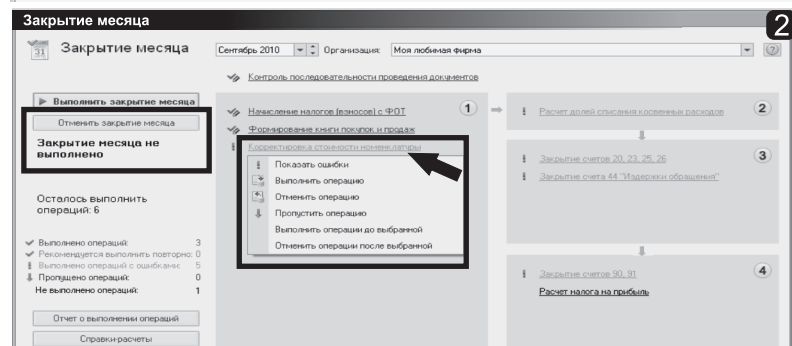 Закрытие месяца
2
Закрытие месяца
Сентябрь 2010
Организация:
Моя любимая фирма
Контроль последовательности проведения документов
Выполнить закрытие месяца
Отменить закрытие месяца
Закрытие месяца не
выполнено
Осталось выполнить
операций: 6
Выполнено операций: 3
Рекомендуется выполнить повторно: 0
Выполнено операций с ошибками: 5
Пропущено операций: 0
Не выполнено операций: 1
Отчет о выполнении операций
Справки-расчеты
Начисление налогов (взносов) с ФОТ
1
Формирование книги покупок и продаж
Корректировка стоимости номенклатуры
Показать ошибки
Выполнить операцию
Отменить операцию
Пропустить операцию
Выполнить операции до выбранной
Отменить операции после выбранной
Расчет долей списания косвенных расходов
2
Закрытие счетов 20, 23, 25, 26
3
Закрытие счета 44 "Издержки обращения"
Закрытие счетов 90, 91
4
Расчет налога на прибыль